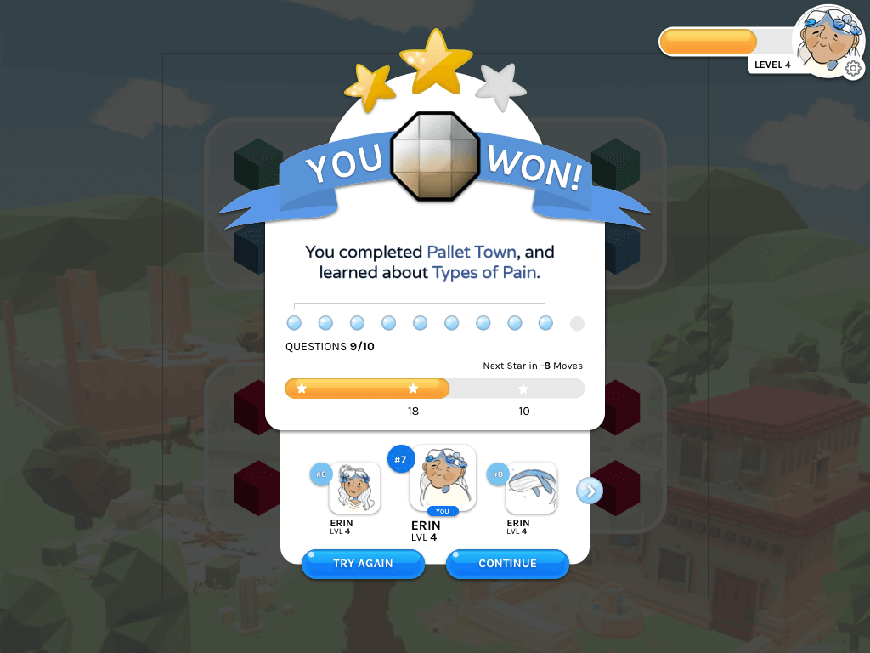 LEVEL 4
YOU WON!
You completed Pallet Town, and
learned about Types of Pain.
QUESTIONS 9/10
Next Star in -8 Moves
18
10
#6
#7
#8
YOU
ERIN
LVL 4
ERIN
LVL 4
ERIN
LVL 4
TRY AGAIN
CONTINUE